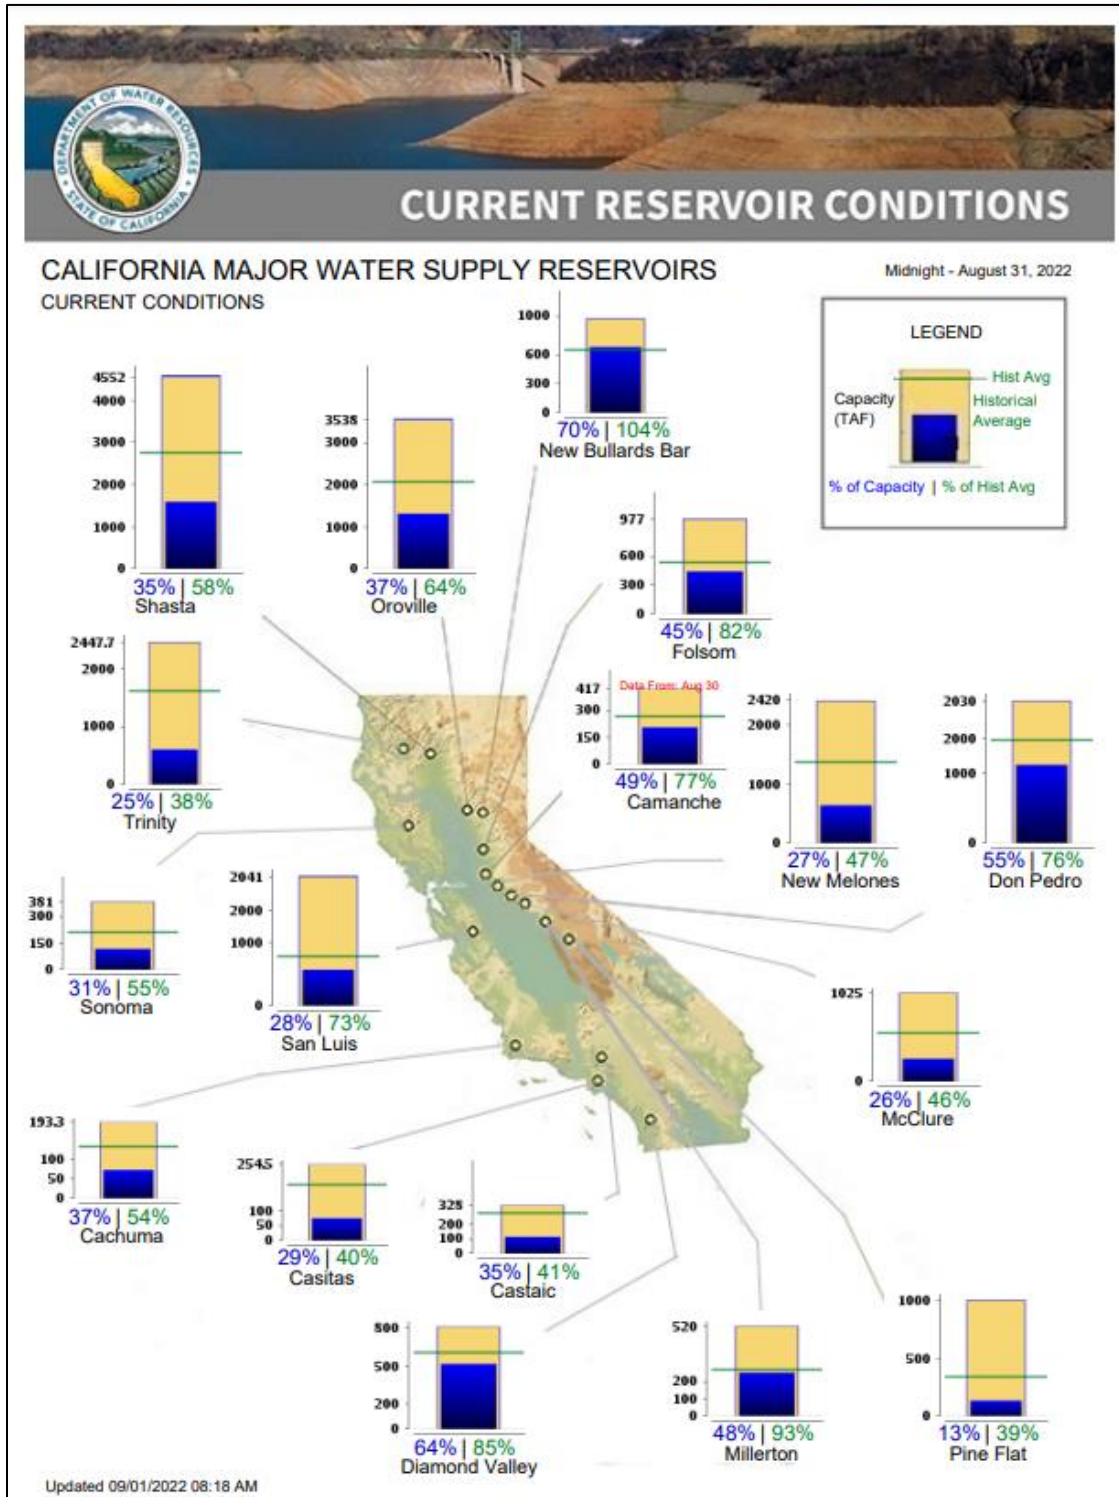 DEPARTMENT OF WATER RESOURCES
STATE OF CALIFORNIA
CURRENT RESERVOIR CONDITIONS
CALIFORNIA MAJOR WATER SUPPLY RESERVOIRS
Midnight - August 31, 2022
CURRENT CONDITIONS
LEGEND
Hist Avg
Capacity
(TAF)
Historical
Average
% of Capacity | % of Hist Avg
1000
600
300
0
70% | 104%
New Bullards Bar
4552
4000
3000
2000
1000
0
35% | 58%
Shasta
3538
3000
2000
1000
0
37% | 64%
Oroville
977
600
300
0
45% | 82%
Folsom
2447.7
2000
1000
0
25% | 38%
Trinity
Data From: Aug 30
417
300
150
0
49% | 77%
Camanche
2420
2000
1000
0
27% | 47%
New Melones
2030
2000
1000
0
55% | 76%
Don Pedro
381
300
150
0
31% | 55%
Sonoma
2041
2000
1000
0
28% | 73%
San Luis
1025
0
26% | 46%
McClure
193.3
100
50
0
37% | 54%
Cachuma
254.5
100
50
0
29% | 40%
Casitas
328
200
100
0
35% | 41%
Castaic
800
500
200
0
64% | 85%
Diamond Valley
520
200
100
0
48% | 93%
Millerton
1000
500
0
13% | 39%
Pine Flat
Updated 09/01/2022 08:18 AM